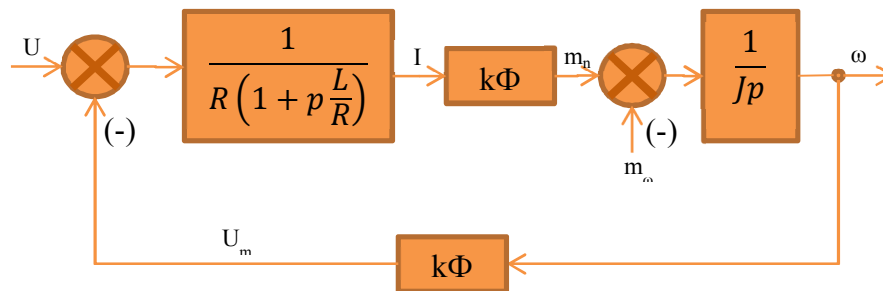 U
1
R(1 + p L/R)
I
kΦ
m_n
1
Jp
ω
(-)
(-)
m_ω
U_m
kΦ